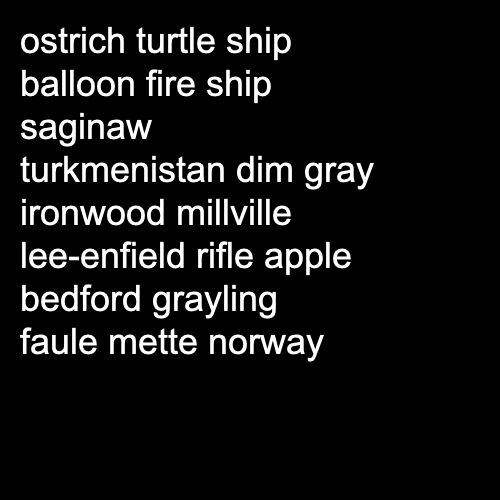 ostrich turtle ship
balloon fire ship
saginaw
turkmenistan dim gray
ironwood millville
lee-enfield rifle apple
bedford grayling
faule mette norway